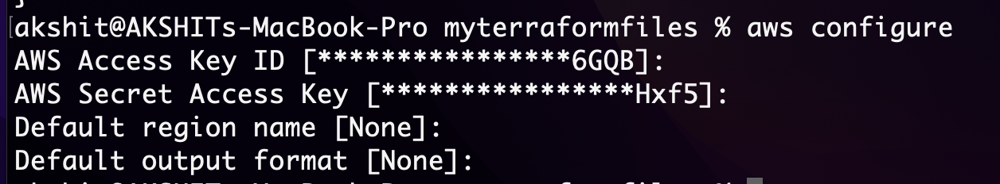 [akshit@AKSHITs-MacBook-Pro myterraformfiles % aws configure
AWS Access Key ID [****************6GQB]:
AWS Secret Access Key [****************Hxf5]:
Default region name [None]:
Default output format [None]: